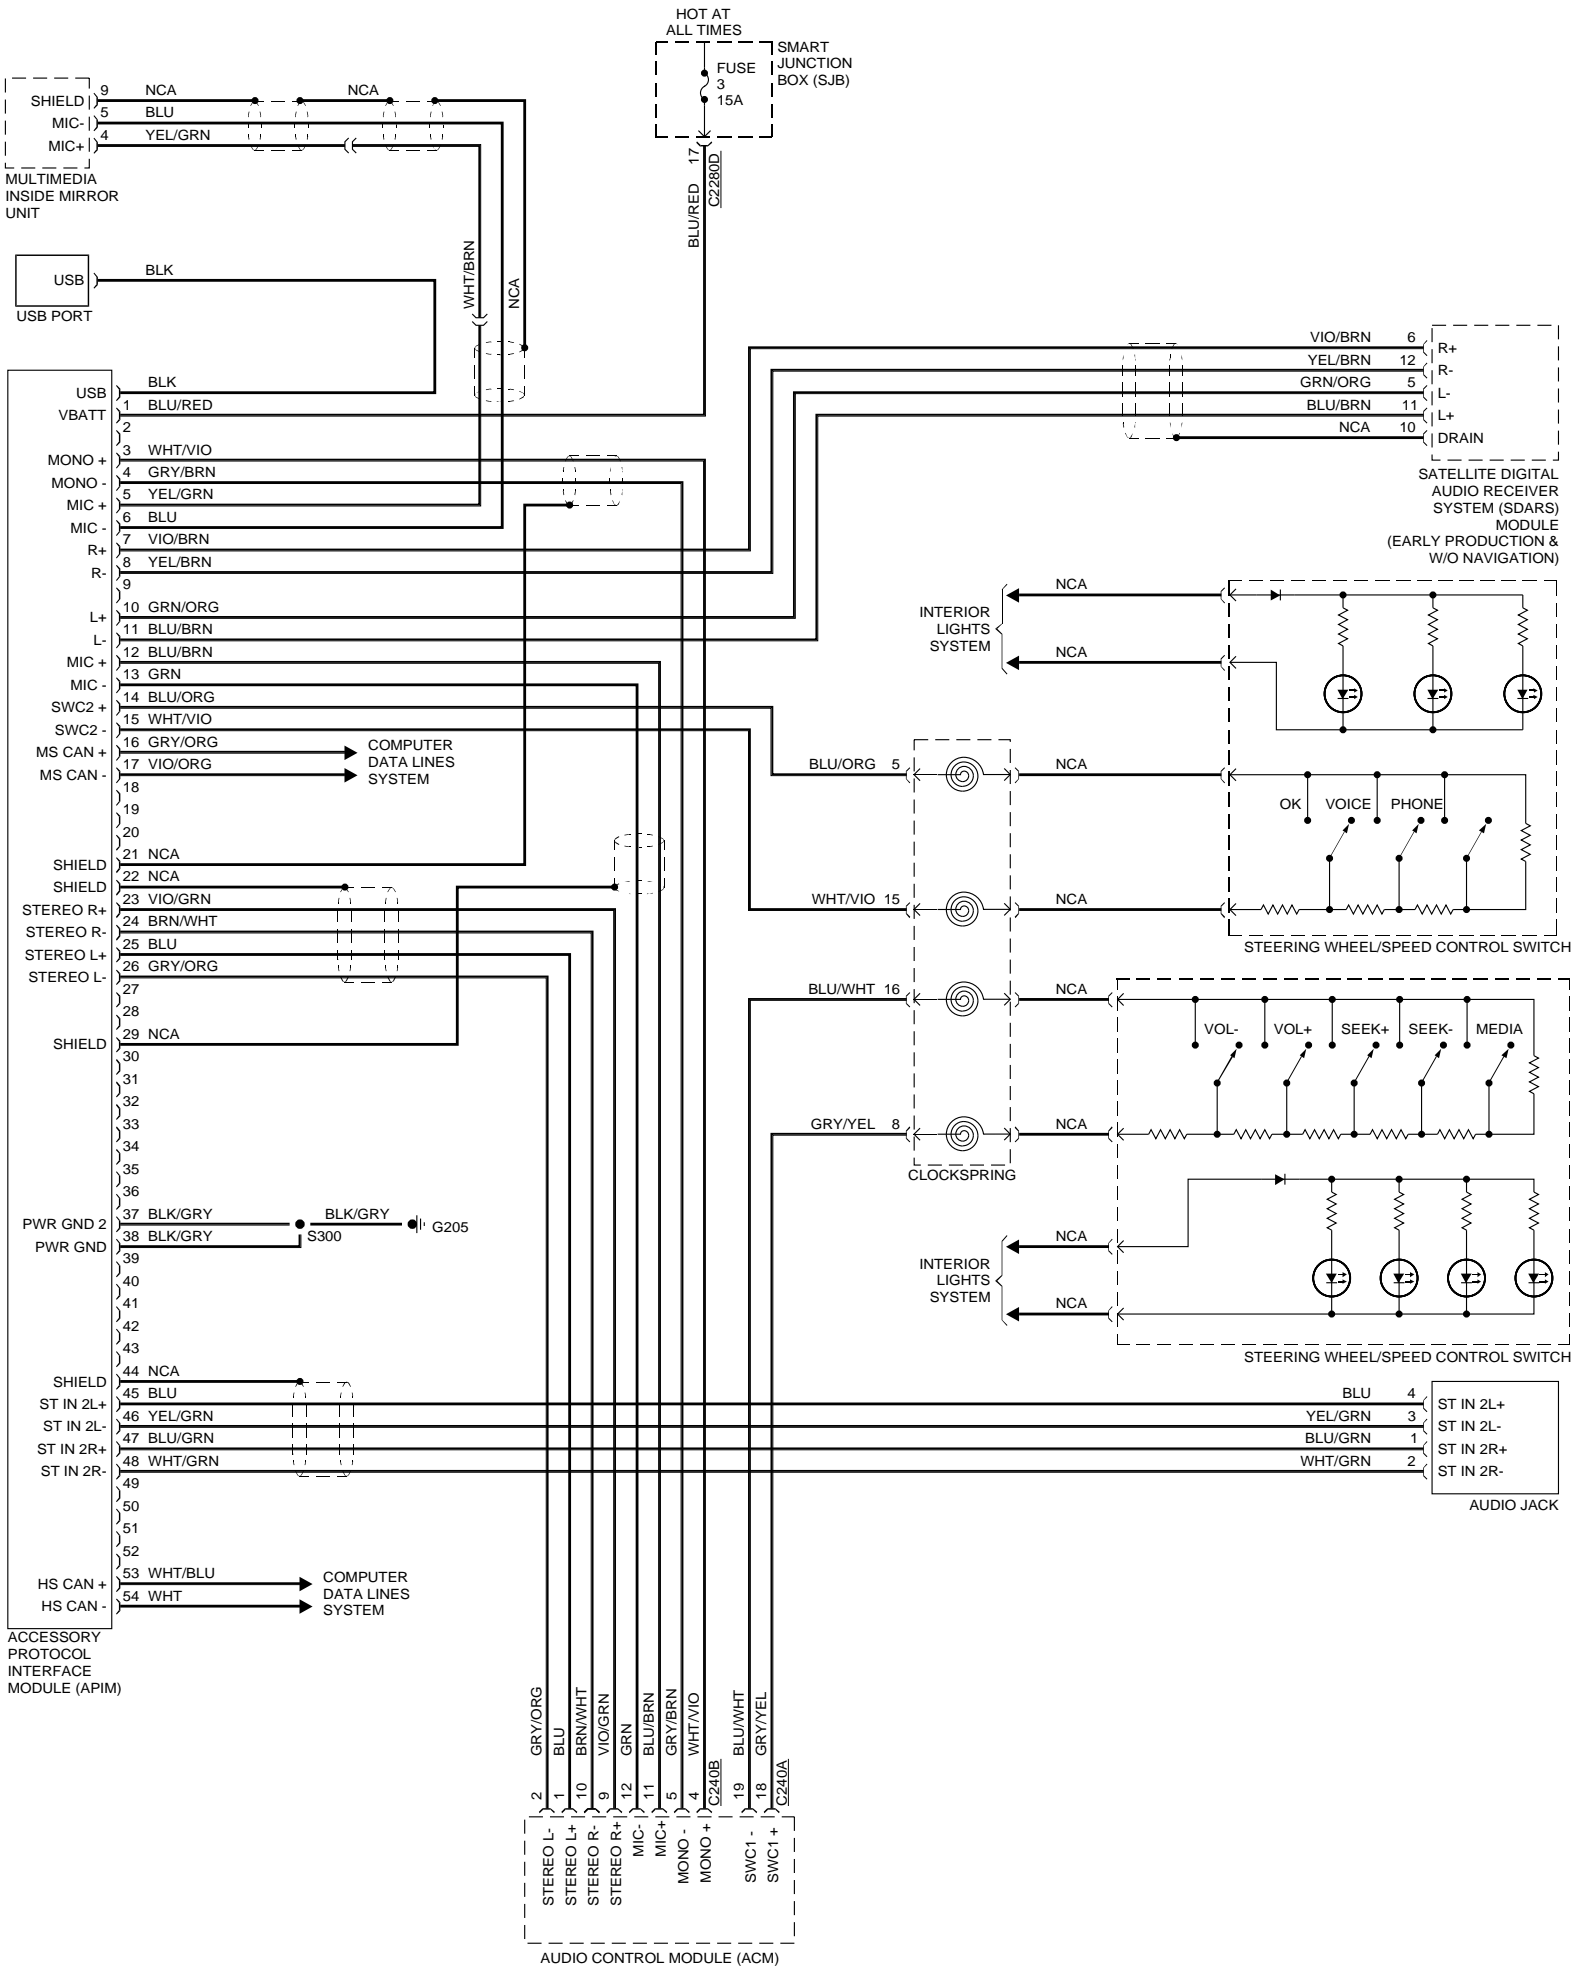 HOT AT
ALL TIMES
SMART
JUNCTION
BOX (SJB)
FUSE
3
15A
17
C2280D
BLU/RED
SHIELD 9 NCA NCA
MIC- 5 BLU
MIC+ 4 YEL/GRN
MULTIMEDIA
INSIDE MIRROR
UNIT
WHT/BRN
NCA
USB BLK
USB PORT
VIO/BRN 6 R+
YEL/BRN 12 R-
GRN/ORG 5 L-
BLU/BRN 11 L+
NCA 10 DRAIN
SATELLITE DIGITAL
AUDIO RECEIVER
SYSTEM (SDARS)
MODULE
(EARLY PRODUCTION &
W/O NAVIGATION)
USB BLK
VBATT 1 BLU/RED
2
MONO + 3 WHT/VIO
MONO - 4 GRY/BRN
MIC + 5 YEL/GRN
MIC - 6 BLU
R+ 7 VIO/BRN
R- 8 YEL/BRN
9
L+ 10 GRN/ORG
L- 11 BLU/BRN
MIC + 12 BLU/BRN
MIC - 13 GRN
SWC2 + 14 BLU/ORG
SWC2 - 15 WHT/VIO
MS CAN + 16 GRY/ORG
MS CAN - 17 VIO/ORG
COMPUTER
DATA LINES
SYSTEM
18
19
20
SHIELD 21 NCA
SHIELD 22 NCA
STEREO R+ 23 VIO/GRN
STEREO R- 24 BRN/WHT
STEREO L+ 25 BLU
STEREO L- 26 GRY/ORG
27
28
SHIELD 29 NCA
30
31
32
33
34
35
36
PWR GND 2 37 BLK/GRY BLK/GRY
PWR GND 38 BLK/GRY S300 G205
39
40
41
42
43
SHIELD 44 NCA
ST IN 2L+ 45 BLU
ST IN 2L- 46 YEL/GRN
ST IN 2R+ 47 BLU/GRN
ST IN 2R- 48 WHT/GRN
49
50
51
52
HS CAN + 53 WHT/BLU
HS CAN - 54 WHT
COMPUTER
DATA LINES
SYSTEM
ACCESSORY
PROTOCOL
INTERFACE
MODULE (APIM)
INTERIOR
LIGHTS
SYSTEM
NCA
NCA
BLU/ORG 5 NCA
OK VOICE PHONE
WHT/VIO 15 NCA
STEERING WHEEL/SPEED CONTROL SWITCH
BLU/WHT 16 NCA
VOL- VOL+ SEEK+ SEEK- MEDIA
GRY/YEL 8 NCA
CLOCKSPRING
INTERIOR
LIGHTS
SYSTEM
NCA
NCA
STEERING WHEEL/SPEED CONTROL SWITCH
BLU 4 ST IN 2L+
YEL/GRN 3 ST IN 2L-
BLU/GRN 1 ST IN 2R+
WHT/GRN 2 ST IN 2R-
AUDIO JACK
GRY/ORG 2 STEREO L-
BLU 1 STEREO L+
BRN/WHT 10 STEREO R-
VIO/GRN 9 STEREO R+
GRN 12 MIC-
BLU/BRN 11 MIC+
GRY/BRN 5 MONO -
WHT/VIO 4 MONO +
C240B
BLU/WHT 19 SWC1 -
GRY/YEL 18 SWC1 +
C240A
AUDIO CONTROL MODULE (ACM)